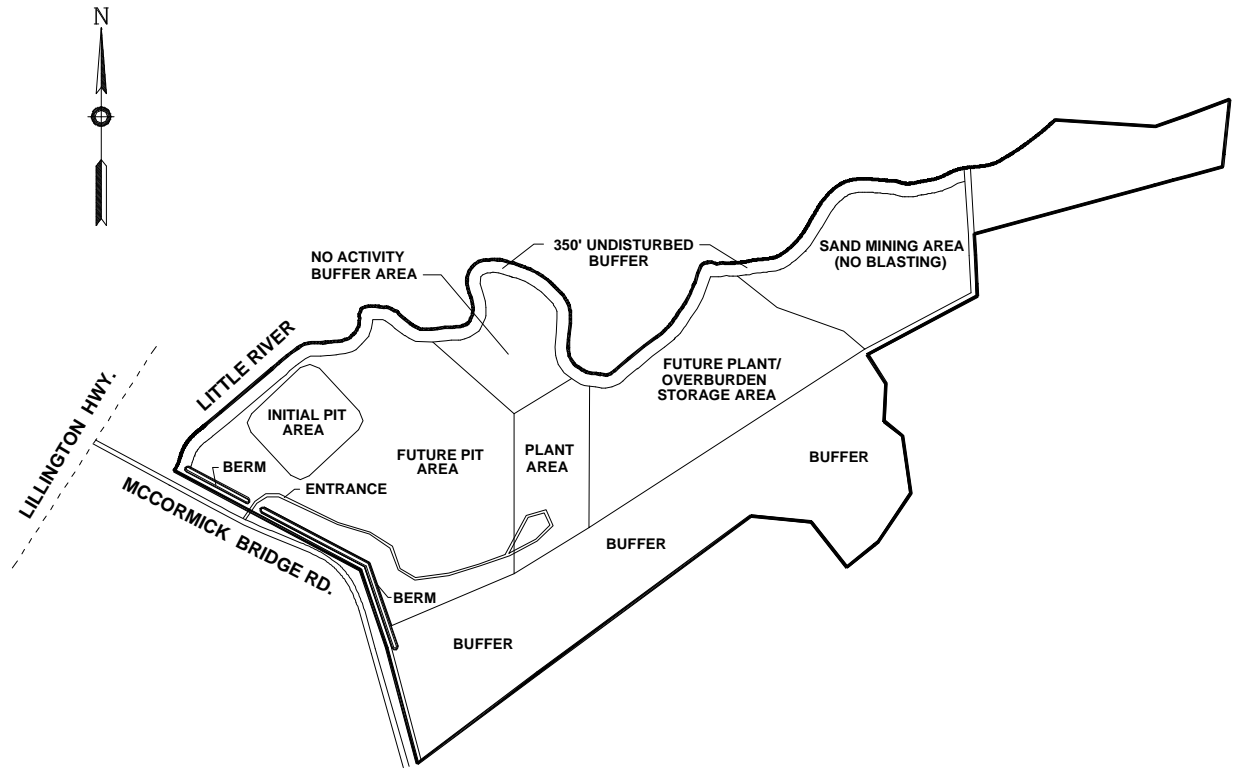 N
350' UNDISTURBED
BUFFER
NO ACTIVITY
BUFFER AREA
SAND MINING AREA
(NO BLASTING)
LITTLE RIVER
LILLINGTON HWY.
FUTURE PLANT/
OVERBURDEN
STORAGE AREA
INITIAL PIT
AREA
FUTURE PIT
AREA
PLANT
AREA
BUFFER
BERM
ENTRANCE
MCCORMICK BRIDGE RD.
BUFFER
BERM
BUFFER